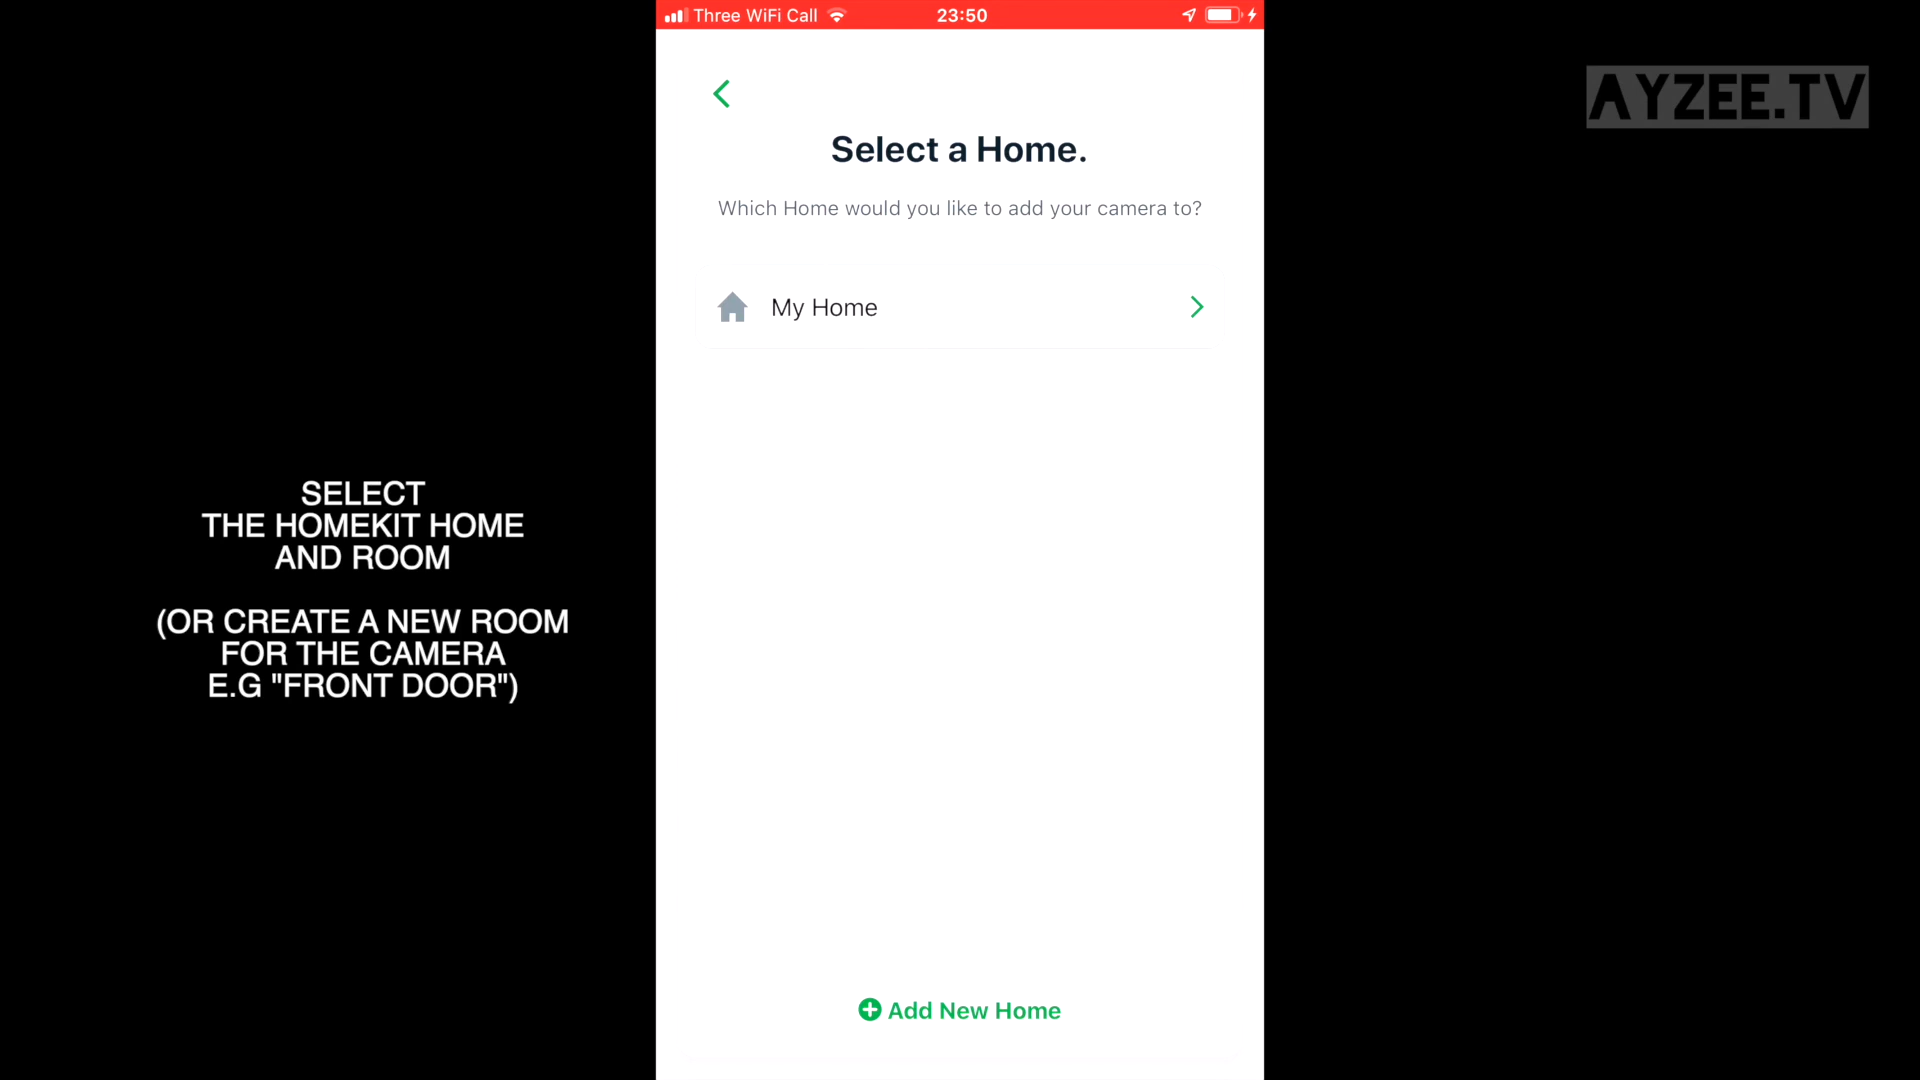 Three WiFi Call 23:50
AYZEE.TV
Select a Home.
Which Home would you like to add your camera to?
My Home
SELECT
THE HOMEKIT HOME
AND ROOM
(OR CREATE A NEW ROOM
FOR THE CAMERA
E.G "FRONT DOOR")
Add New Home